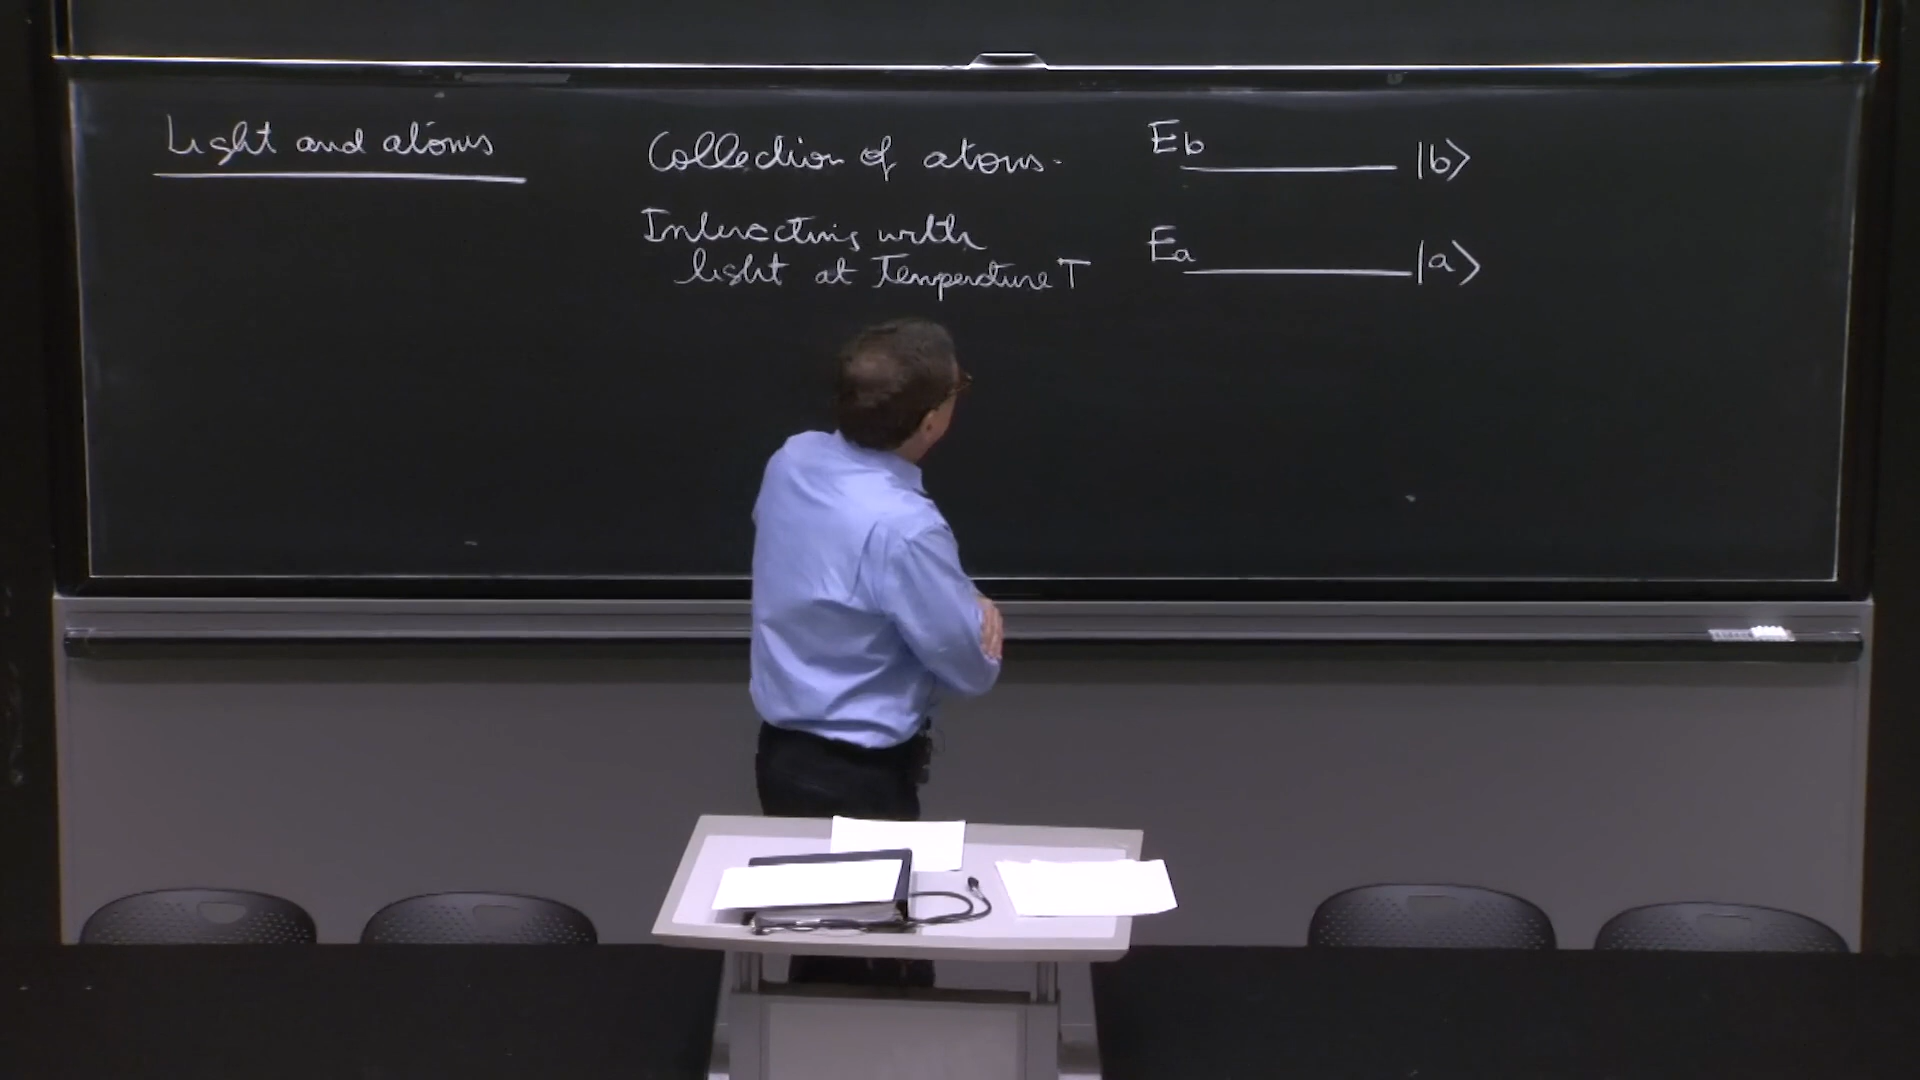 Light and atoms
Collection of atoms.
Interacting with
light at Temperature T
Eb |b⟩
Ea |a⟩